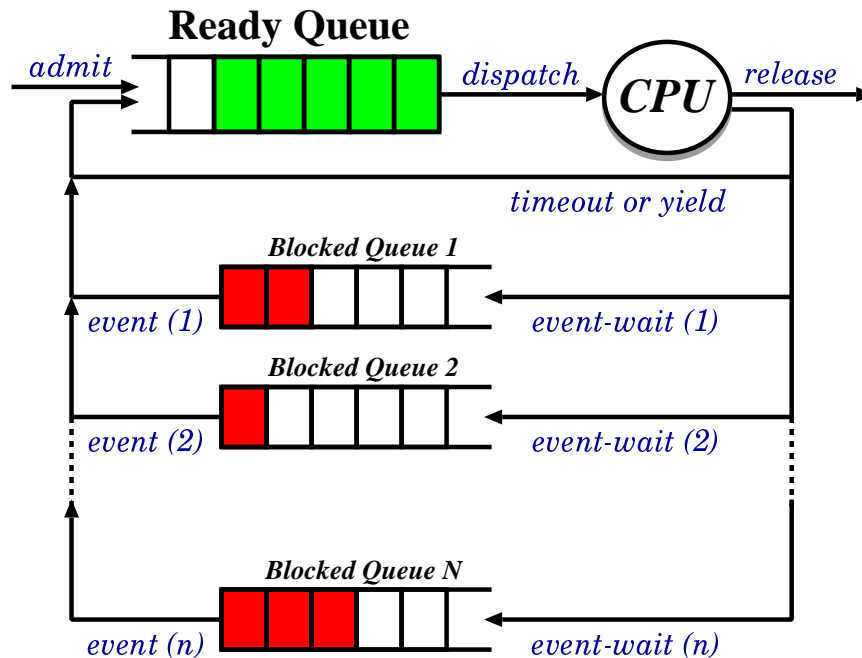 Ready Queue
admit
dispatch
CPU
release
timeout or yield
Blocked Queue 1
event (1)
event-wait (1)
Blocked Queue 2
event (2)
event-wait (2)
Blocked Queue N
event (n)
event-wait (n)